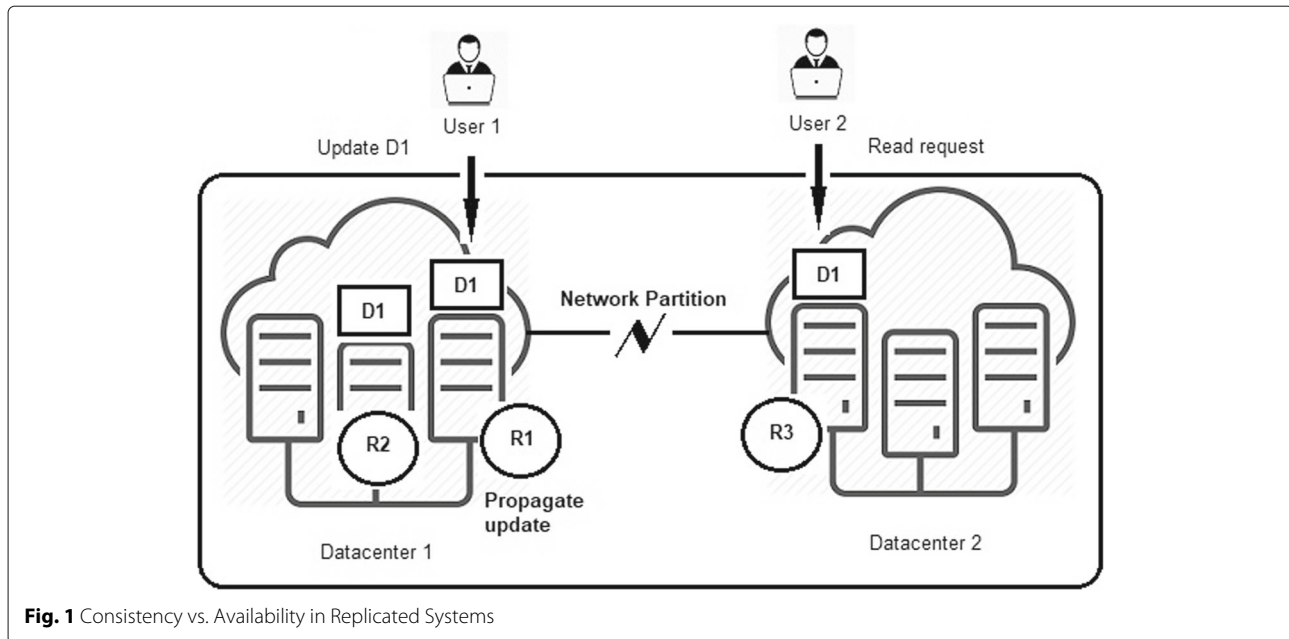 User 1
User 2
Update D1
Read request
D1
D1
D1
Network Partition
R2
R1
R3
Propagate
update
Datacenter 1
Datacenter 2
Fig. 1 Consistency vs. Availability in Replicated Systems